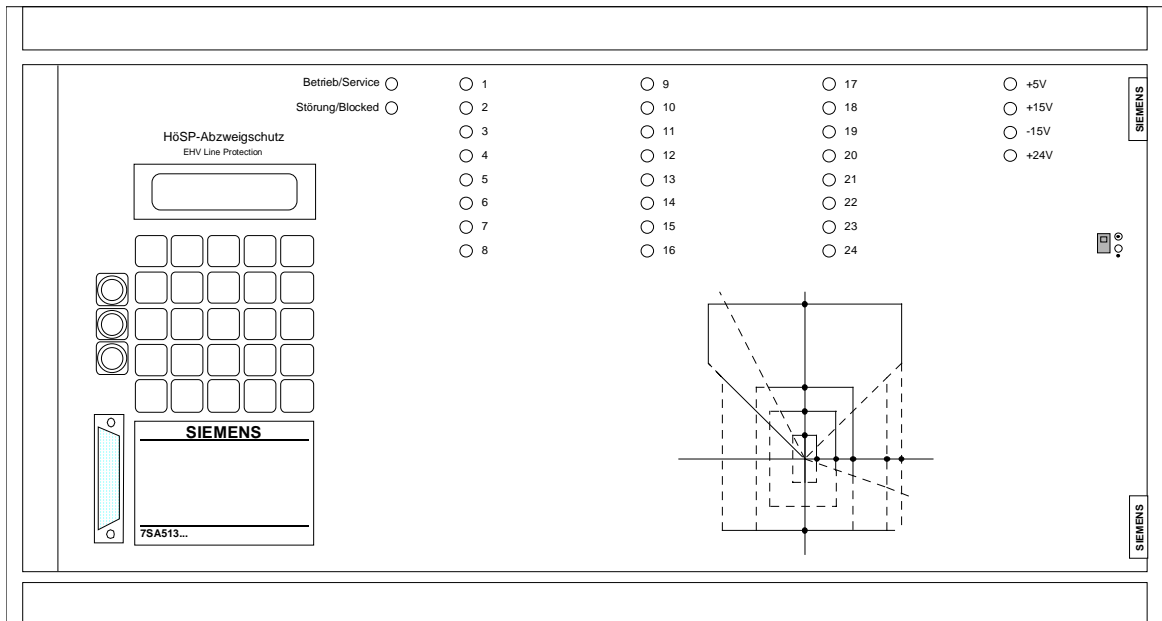 Betrieb/Service
Störung/Blocked
HöSP-Abzweigschutz
EHV Line Protection
1
2
3
4
5
6
7
8
9
10
11
12
13
14
15
16
17
18
19
20
21
22
23
24
+5V
+15V
-15V
+24V
SIEMENS
SIEMENS
7SA513...
SIEMENS